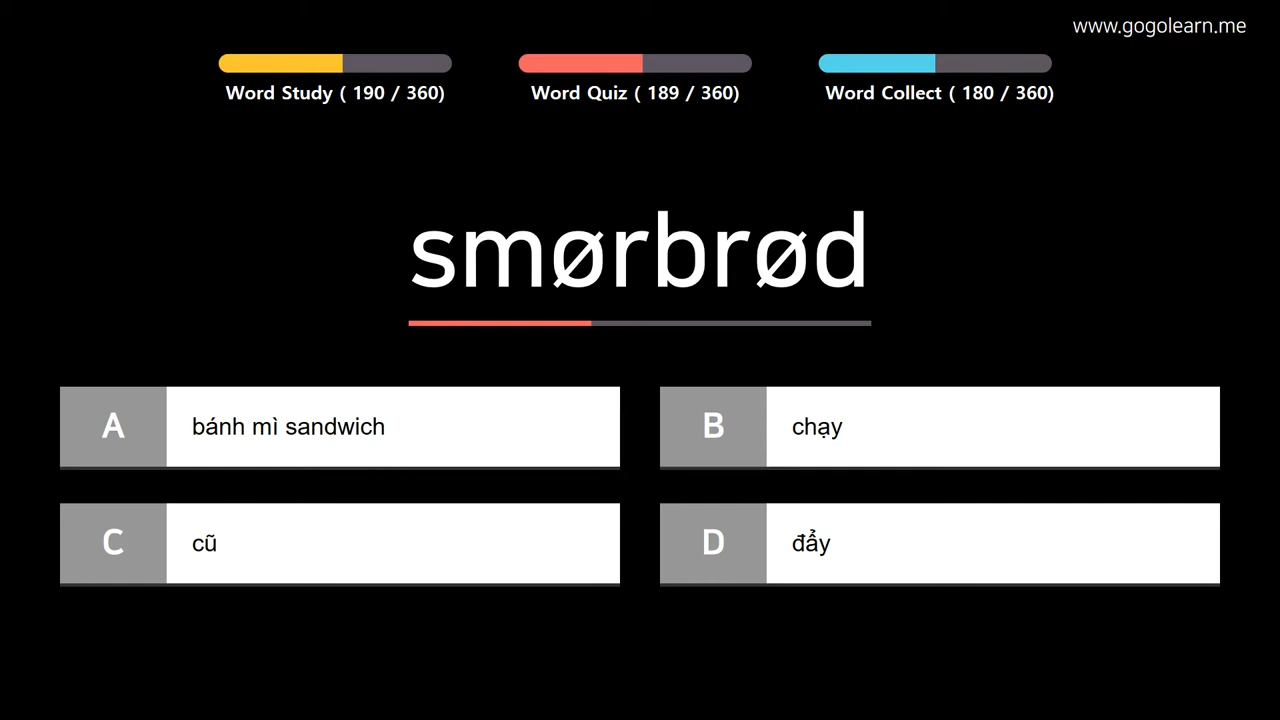 www.gogolearn.me
Word Study ( 190 / 360)
Word Quiz ( 189 / 360)
Word Collect ( 180 / 360)
smørbrød
A
bánh mì sandwich
B
chạy
C
cũ
D
đẩy